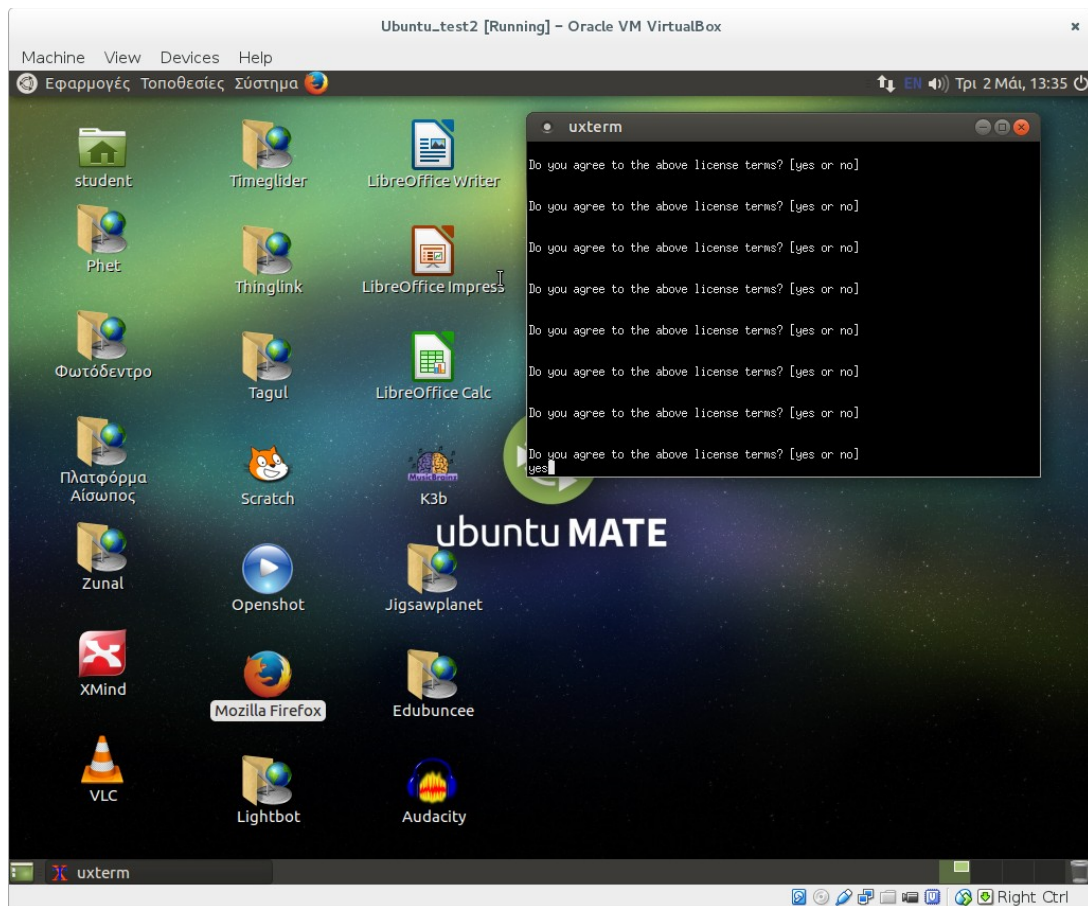 Ubuntu_test2 [Running] – Oracle VM VirtualBox
Machine View Devices Help
Εφαρμογές Τοποθεσίες Σύστημα
EN Τρι 2 Μάι, 13:35
student
Timeglider
LibreOffice Writer
Phet
Thinglink
LibreOffice Impress
Φωτόδεντρο
Tagul
LibreOffice Calc
Πλατφόρμα
Αίσωπος
Scratch
MusicBrainz
K3b
Zunal
Openshot
Jigsawplanet
XMind
Mozilla Firefox
Edubuncee
VLC
Lightbot
Audacity
ubuntu MATE
uxterm
Do you agree to the above license terms? [yes or no]
Do you agree to the above license terms? [yes or no]
Do you agree to the above license terms? [yes or no]
Do you agree to the above license terms? [yes or no]
Do you agree to the above license terms? [yes or no]
Do you agree to the above license terms? [yes or no]
Do you agree to the above license terms? [yes or no]
Do you agree to the above license terms? [yes or no]
yes
uxterm
Right Ctrl